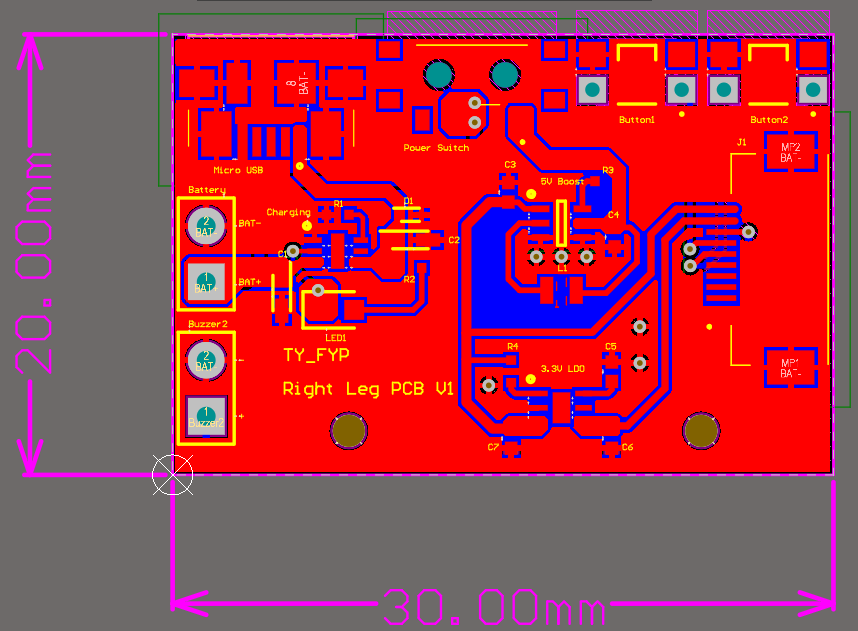 8
BAT-
Button1
Button2
Power Switch
J1
MP2
BAT-
Micro USB
C3
R3
5V Boost
Battery
2
BAT-
BAT-
Charging
R1
D1
C4
C2
C1
L1
1
BAT+
BAT+
R2
LED1
Buzzer2
TY_FYP
R4
C5
2
BAT
-
3.3V LDO
MP1
BAT-
Right Leg PCB V1
1
Buzzer2
+
C7
C6
20.00mm
30.00mm